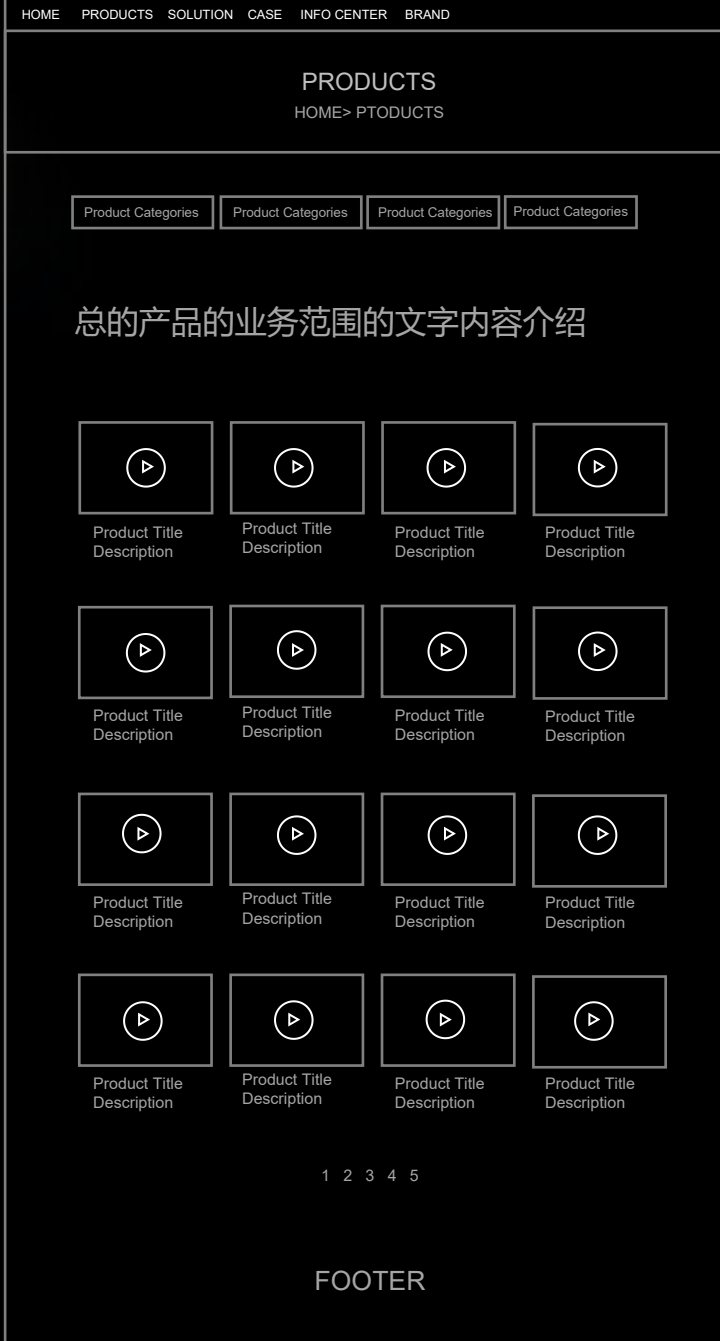 HOME PRODUCTS SOLUTION CASE INFO CENTER BRAND
PRODUCTS
HOME> PTODUCTS
Product Categories Product Categories Product Categories Product Categories
总的产品的业务范围的文字内容介绍
Product Title Product Title Product Title Product Title
Description Description Description Description
Product Title Product Title Product Title Product Title
Description Description Description Description
Product Title Product Title Product Title Product Title
Description Description Description Description
Product Title Product Title Product Title Product Title
Description Description Description Description
1 2 3 4 5
FOOTER